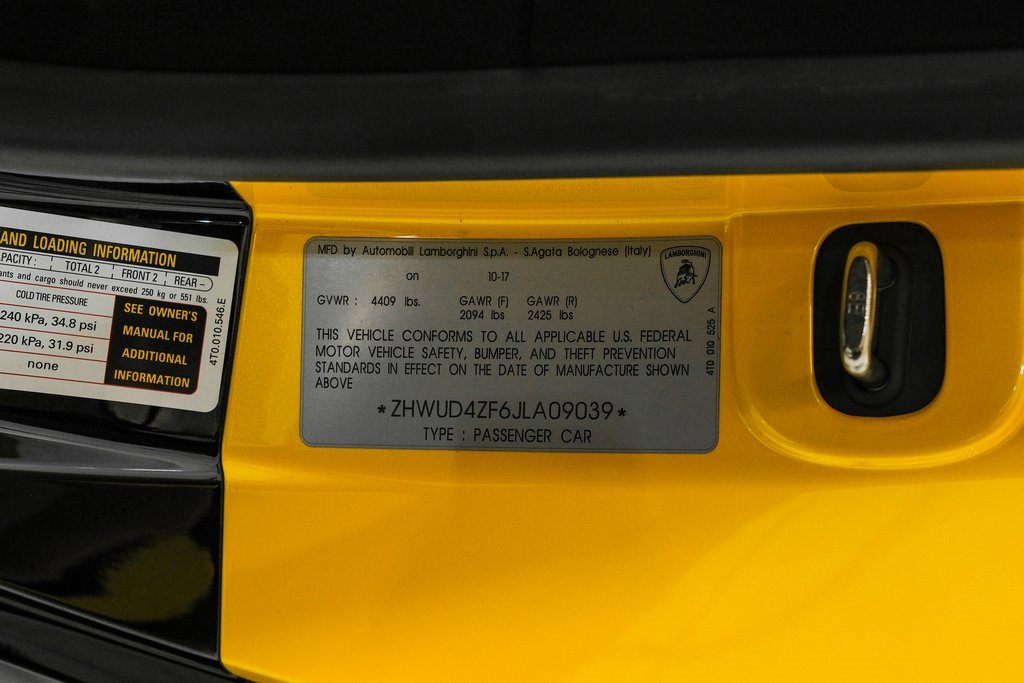 AND LOADING INFORMATION
PACITY: TOTAL 2 FRONT 2 REAR -
ants and cargo should never exceed 250 kg or 551 lbs.
COLD TIRE PRESSURE
240 kPa, 34.8 psi
220 kPa, 31.9 psi
none
SEE OWNER'S
MANUAL FOR
ADDITIONAL
INFORMATION
4T0.010.546.E
MFD by Automobili Lamborghini S.p.A. - S.Agata Bolognese (Italy)
on 10-17
GVWR : 4409 lbs. GAWR (F) GAWR (R)
2094 lbs 2425 lbs
THIS VEHICLE CONFORMS TO ALL APPLICABLE U.S. FEDERAL
MOTOR VEHICLE SAFETY, BUMPER, AND THEFT PREVENTION
STANDARDS IN EFFECT ON THE DATE OF MANUFACTURE SHOWN
ABOVE
*ZHWUD4ZF6JLA09039*
TYPE : PASSENGER CAR
LAMBORGHINI
4T0 010 525 A